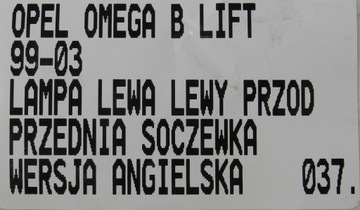 OPEL OMEGA B LIFT
99-03
LAMPA LEWA LEWY PRZOD
PRZEDNIA SOCZEWKA
WERSJA ANGIELSKA 037.